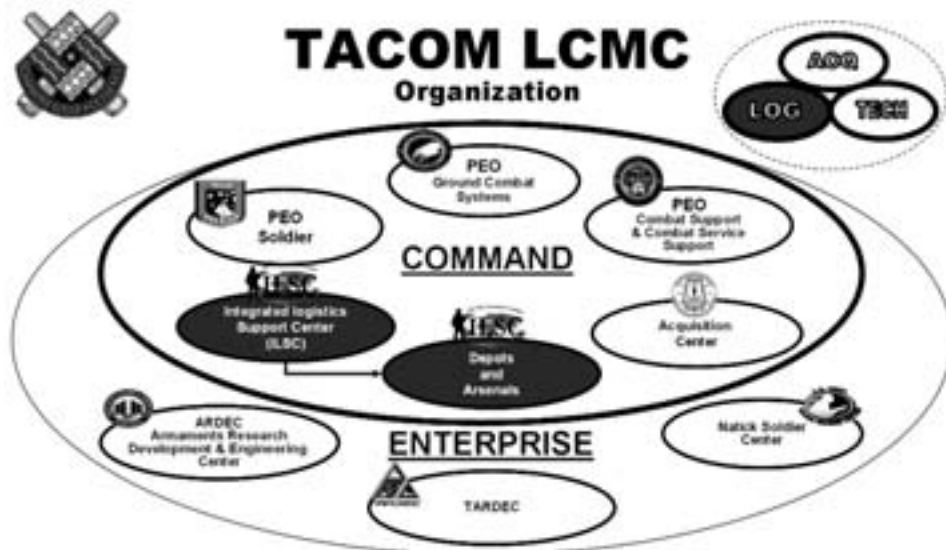 TACOM LCMC
Organization
ACQ
LOG
TECH
PEO
Ground Combat
Systems
PEO
Soldier
PEO
Combat Support
& Combat Service
Support
COMMAND
ILSC
Integrated logistics
Support Center
(ILSC)
ILSC
Depots
and
Arsenals
Acquisition
Center
ARDEC
Armaments Research
Development & Engineering
Center
ENTERPRISE
Natick Soldier
Center
TARDEC